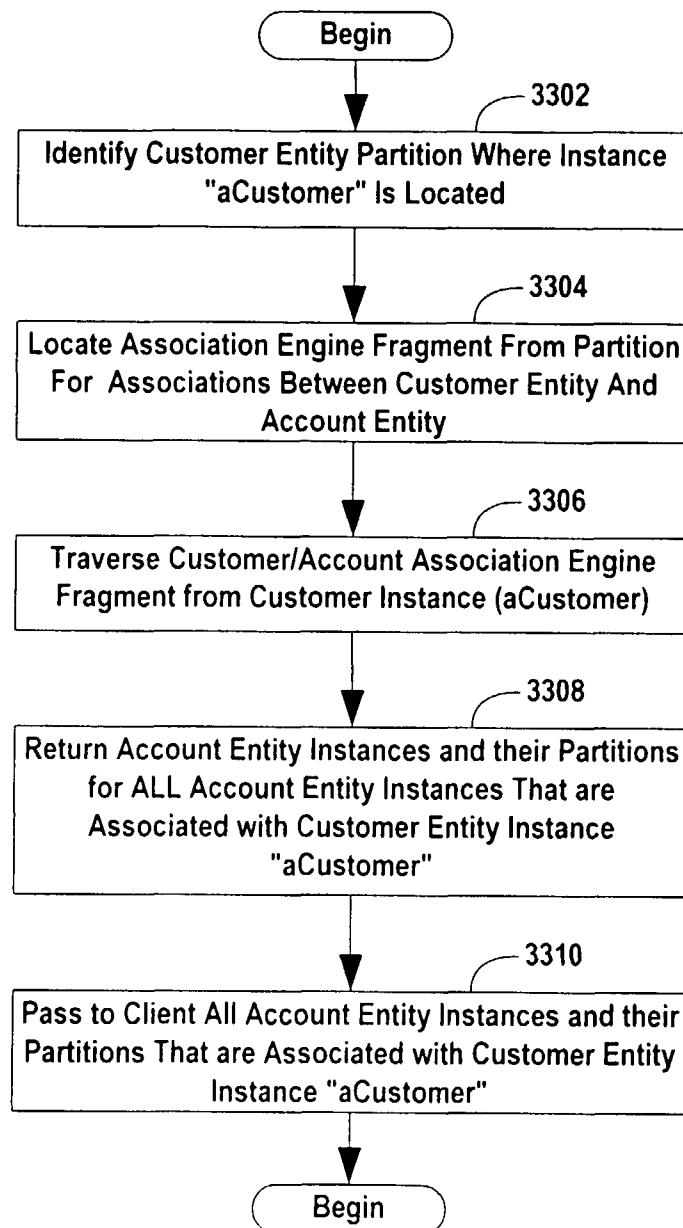 Begin
3302
Identify Customer Entity Partition Where Instance
"aCustomer" Is Located
3304
Locate Association Engine Fragment From Partition
For Associations Between Customer Entity And
Account Entity
3306
Traverse Customer/Account Association Engine
Fragment from Customer Instance (aCustomer)
3308
Return Account Entity Instances and their Partitions
for ALL Account Entity Instances That are
Associated with Customer Entity Instance
"aCustomer"
3310
Pass to Client All Account Entity Instances and their
Partitions That are Associated with Customer Entity
Instance "aCustomer"
Begin